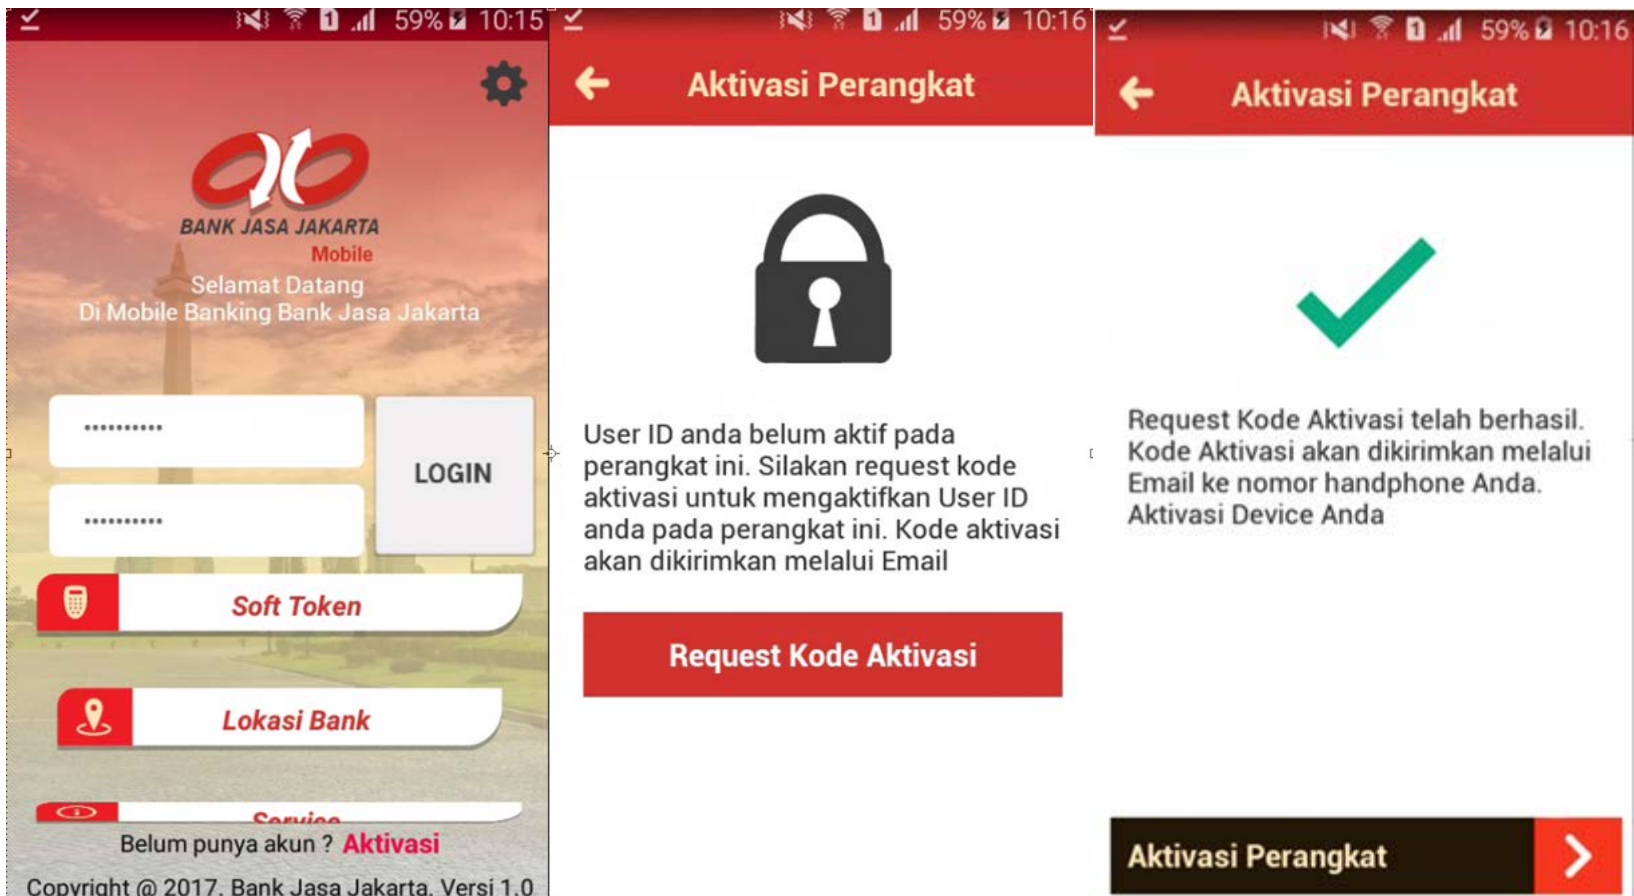 59% 10:15
BANK JASA JAKARTA
Mobile
Selamat Datang
Di Mobile Banking Bank Jasa Jakarta
••••••••••
LOGIN
••••••••••
Soft Token
Lokasi Bank
Service
Belum punya akun ? Aktivasi
Copyright @ 2017. Bank Jasa Jakarta. Versi 1.0
1 59% 10:16
Aktivasi Perangkat
User ID anda belum aktif pada
perangkat ini. Silakan request kode
aktivasi untuk mengaktifkan User ID
anda pada perangkat ini. Kode aktivasi
akan dikirimkan melalui Email
Request Kode Aktivasi
1 59% 10:16
Aktivasi Perangkat
Request Kode Aktivasi telah berhasil.
Kode Aktivasi akan dikirimkan melalui
Email ke nomor handphone Anda.
Aktivasi Device Anda
Aktivasi Perangkat